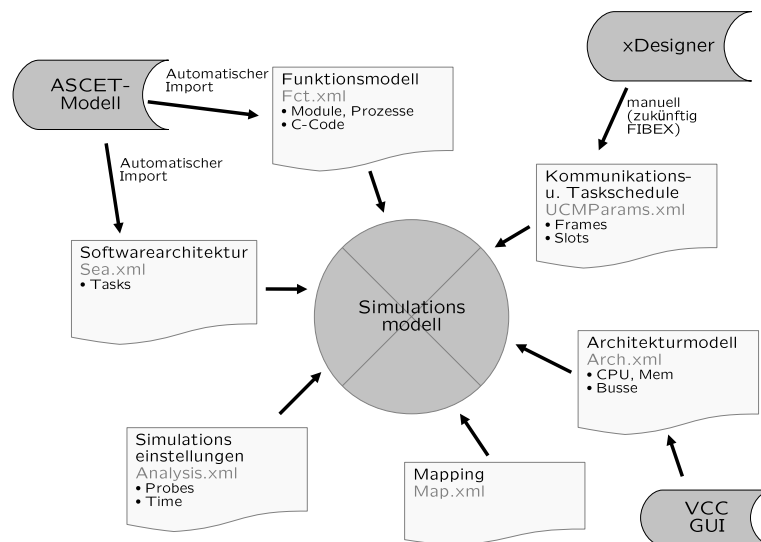 xDesigner
ASCET-
Modell
Automatischer
Import
Funktionsmodell
Fct.xml
• Module, Prozesse
• C-Code
manuell
(zukünftig
FIBEX)
Automatischer
Import
Kommunikations-
u. Taskschedule
UCMParams.xml
• Frames
• Slots
Softwarearchitektur
Sea.xml
• Tasks
Simulations
modell
Architekturmodell
Arch.xml
• CPU, Mem
• Busse
Simulations
einstellungen
Analysis.xml
• Probes
• Time
Mapping
Map.xml
VCC
GUI